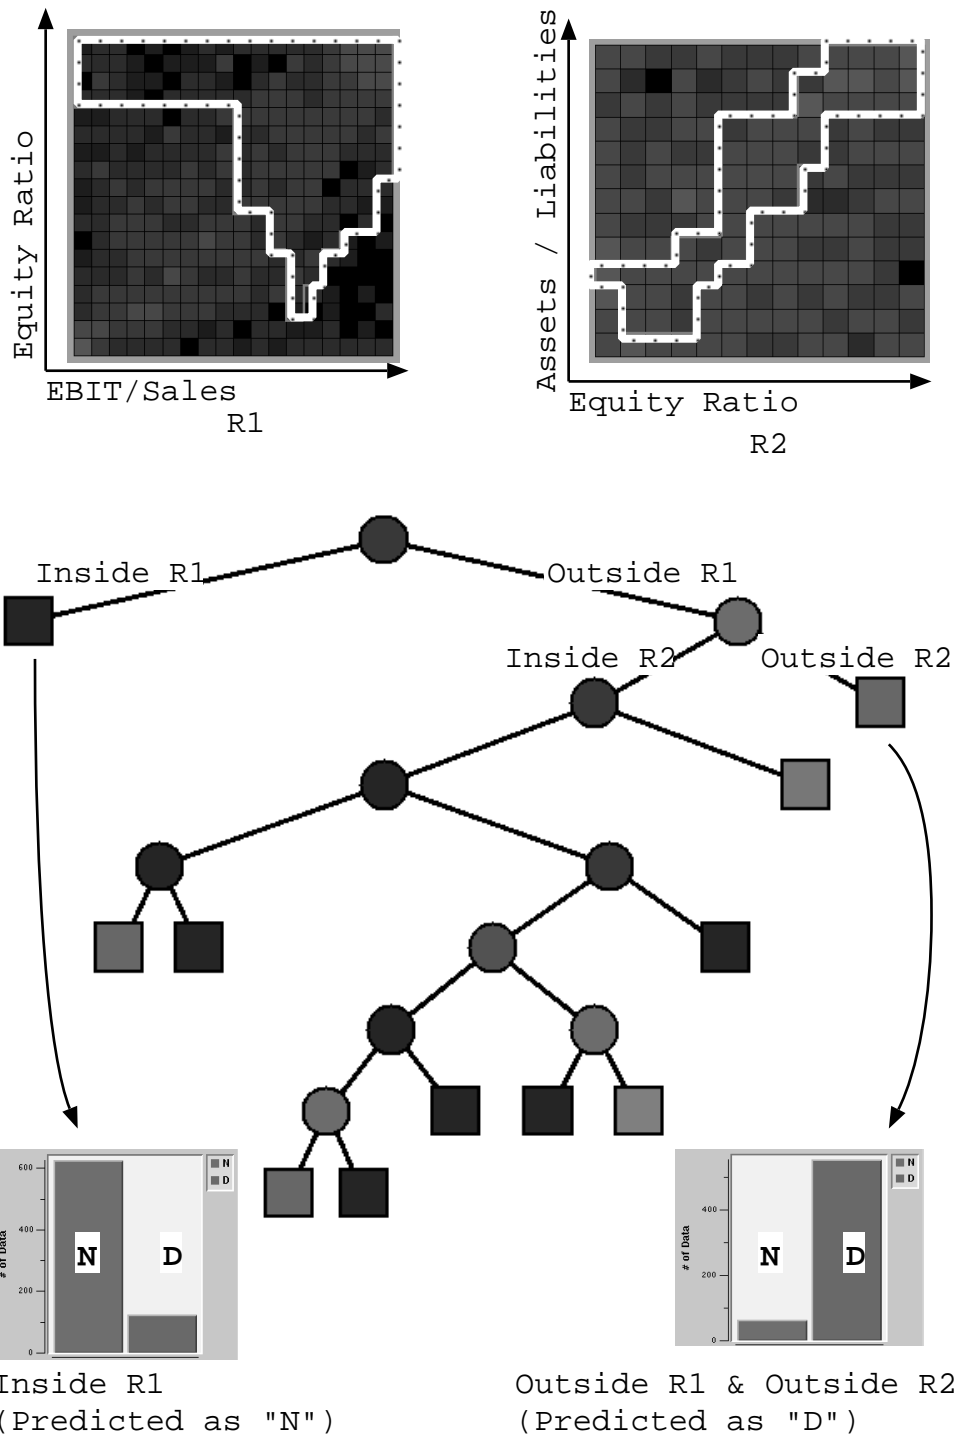 Equity Ratio
EBIT/Sales
R1
Assets / Liabilities
Equity Ratio
R2
Inside R1
Outside R1
Inside R2
Outside R2
# of Data
600
400
200
0
N
D
N
D
Inside R1
(Predicted as "N")
# of Data
400
200
0
N
D
N
D
Outside R1 & Outside R2
(Predicted as "D")